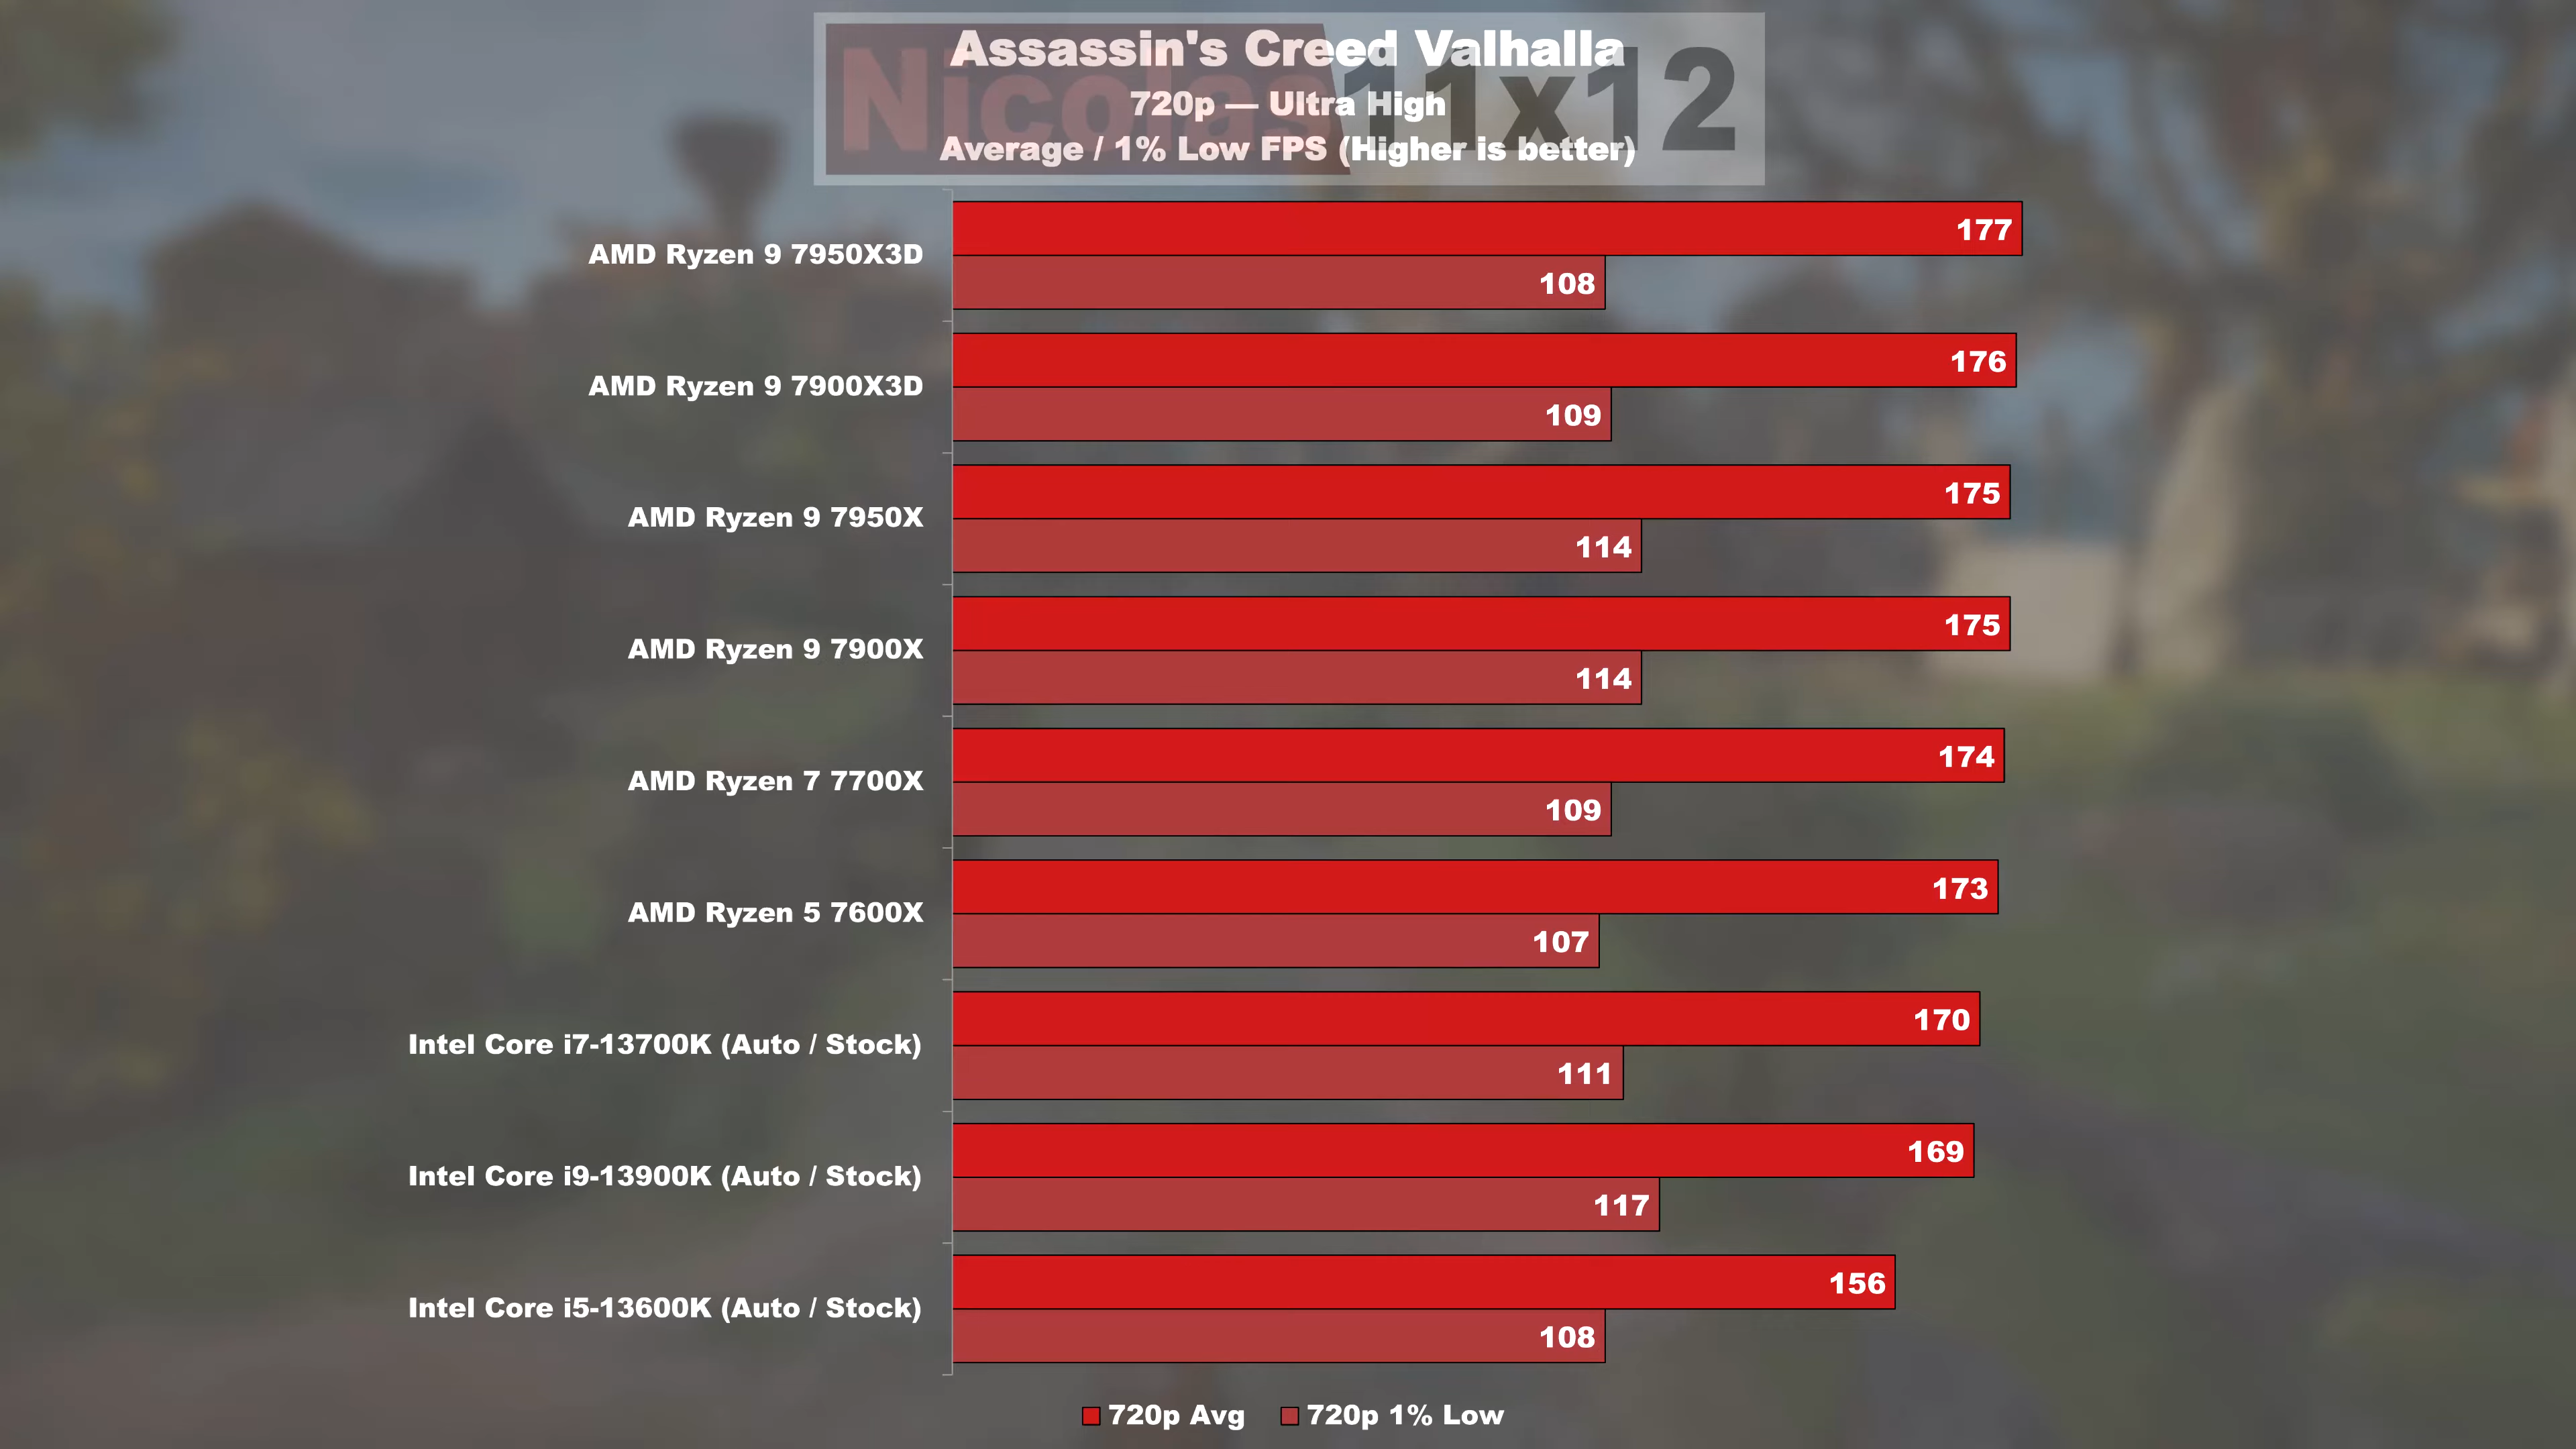 Nicolas11x12
Assassin's Creed Valhalla
720p — Ultra High
Average / 1% Low FPS (Higher is better)
AMD Ryzen 9 7950X3D
177
108
AMD Ryzen 9 7900X3D
176
109
AMD Ryzen 9 7950X
175
114
AMD Ryzen 9 7900X
175
114
AMD Ryzen 7 7700X
174
109
AMD Ryzen 5 7600X
173
107
Intel Core i7-13700K (Auto / Stock)
170
111
Intel Core i9-13900K (Auto / Stock)
169
117
Intel Core i5-13600K (Auto / Stock)
156
108
720p Avg
720p 1% Low